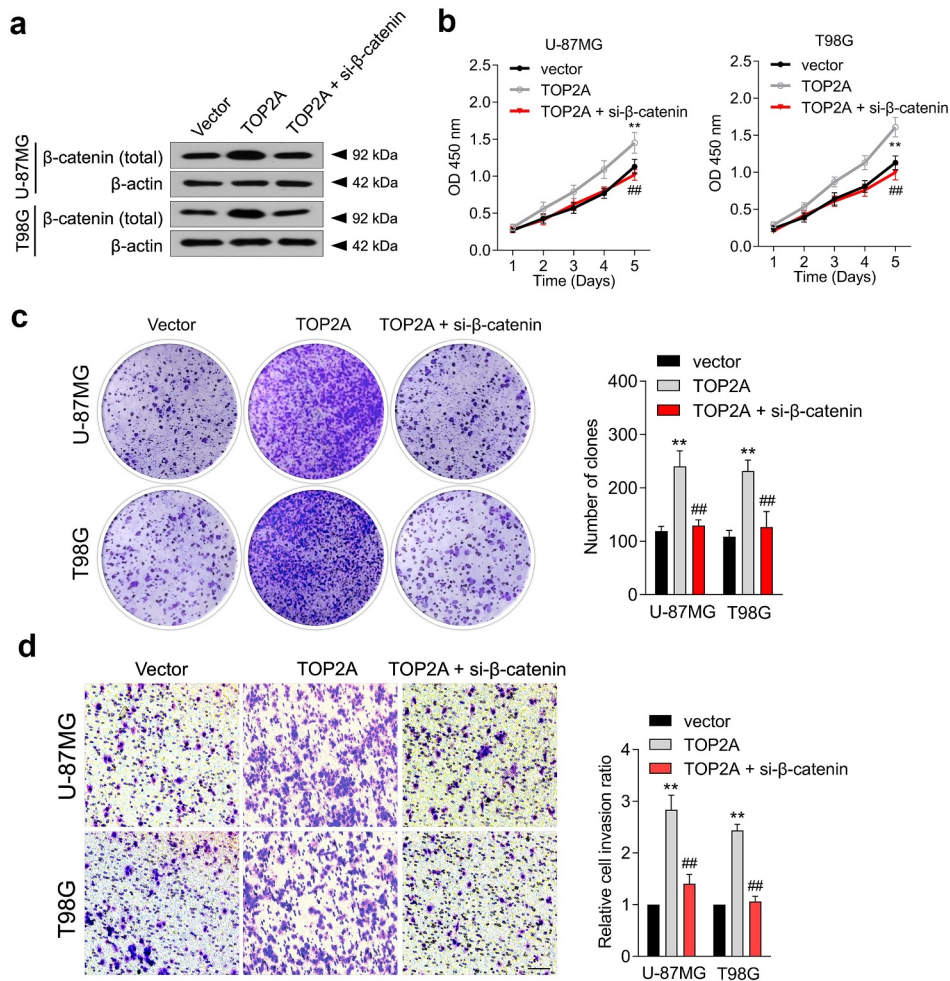 a
Vector
TOP2A
TOP2A + si-β-catenin
U-87MG
β-catenin (total)
92 kDa
β-actin
42 kDa
T98G
β-catenin (total)
92 kDa
β-actin
42 kDa
b
U-87MG
vector
TOP2A
TOP2A + si-β-catenin
OD 450 nm
2.5
2.0
1.5
1.0
0.5
0.0
**
##
1 2 3 4 5
Time (Days)
T98G
vector
TOP2A
TOP2A + si-β-catenin
OD 450 nm
2.5
2.0
1.5
1.0
0.5
0.0
**
##
1 2 3 4 5
Time (Days)
c
Vector TOP2A TOP2A + si-β-catenin
U-87MG
T98G
vector
TOP2A
TOP2A + si-β-catenin
Number of clones
400
300
200
100
0
** ## ** ##
U-87MG T98G
d
Vector TOP2A TOP2A + si-β-catenin
U-87MG
T98G
vector
TOP2A
TOP2A + si-β-catenin
Relative cell invasion ratio
4
3
2
1
0
** ## ** ##
U-87MG T98G